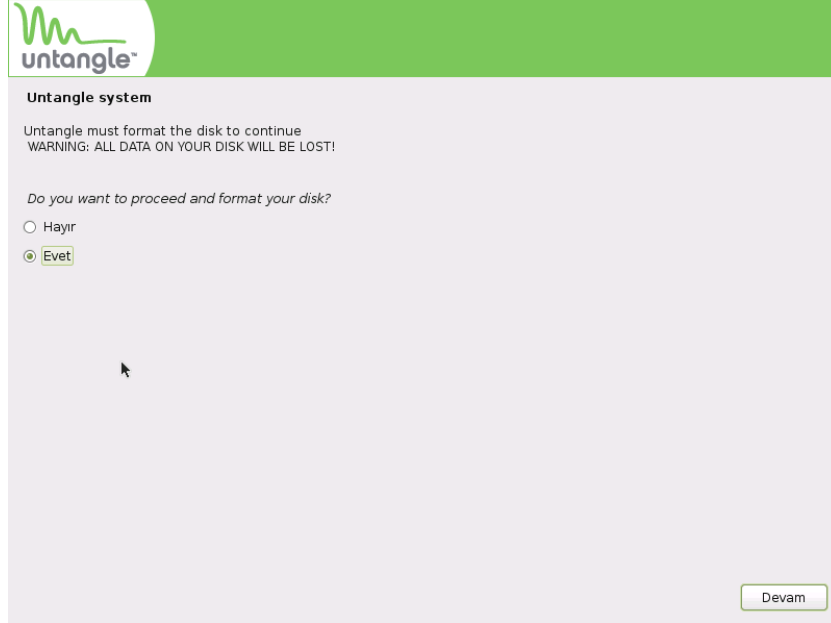 untangle™
Untangle system
Untangle must format the disk to continue
WARNING: ALL DATA ON YOUR DISK WILL BE LOST!
Do you want to proceed and format your disk?
Hayır
Evet
Devam